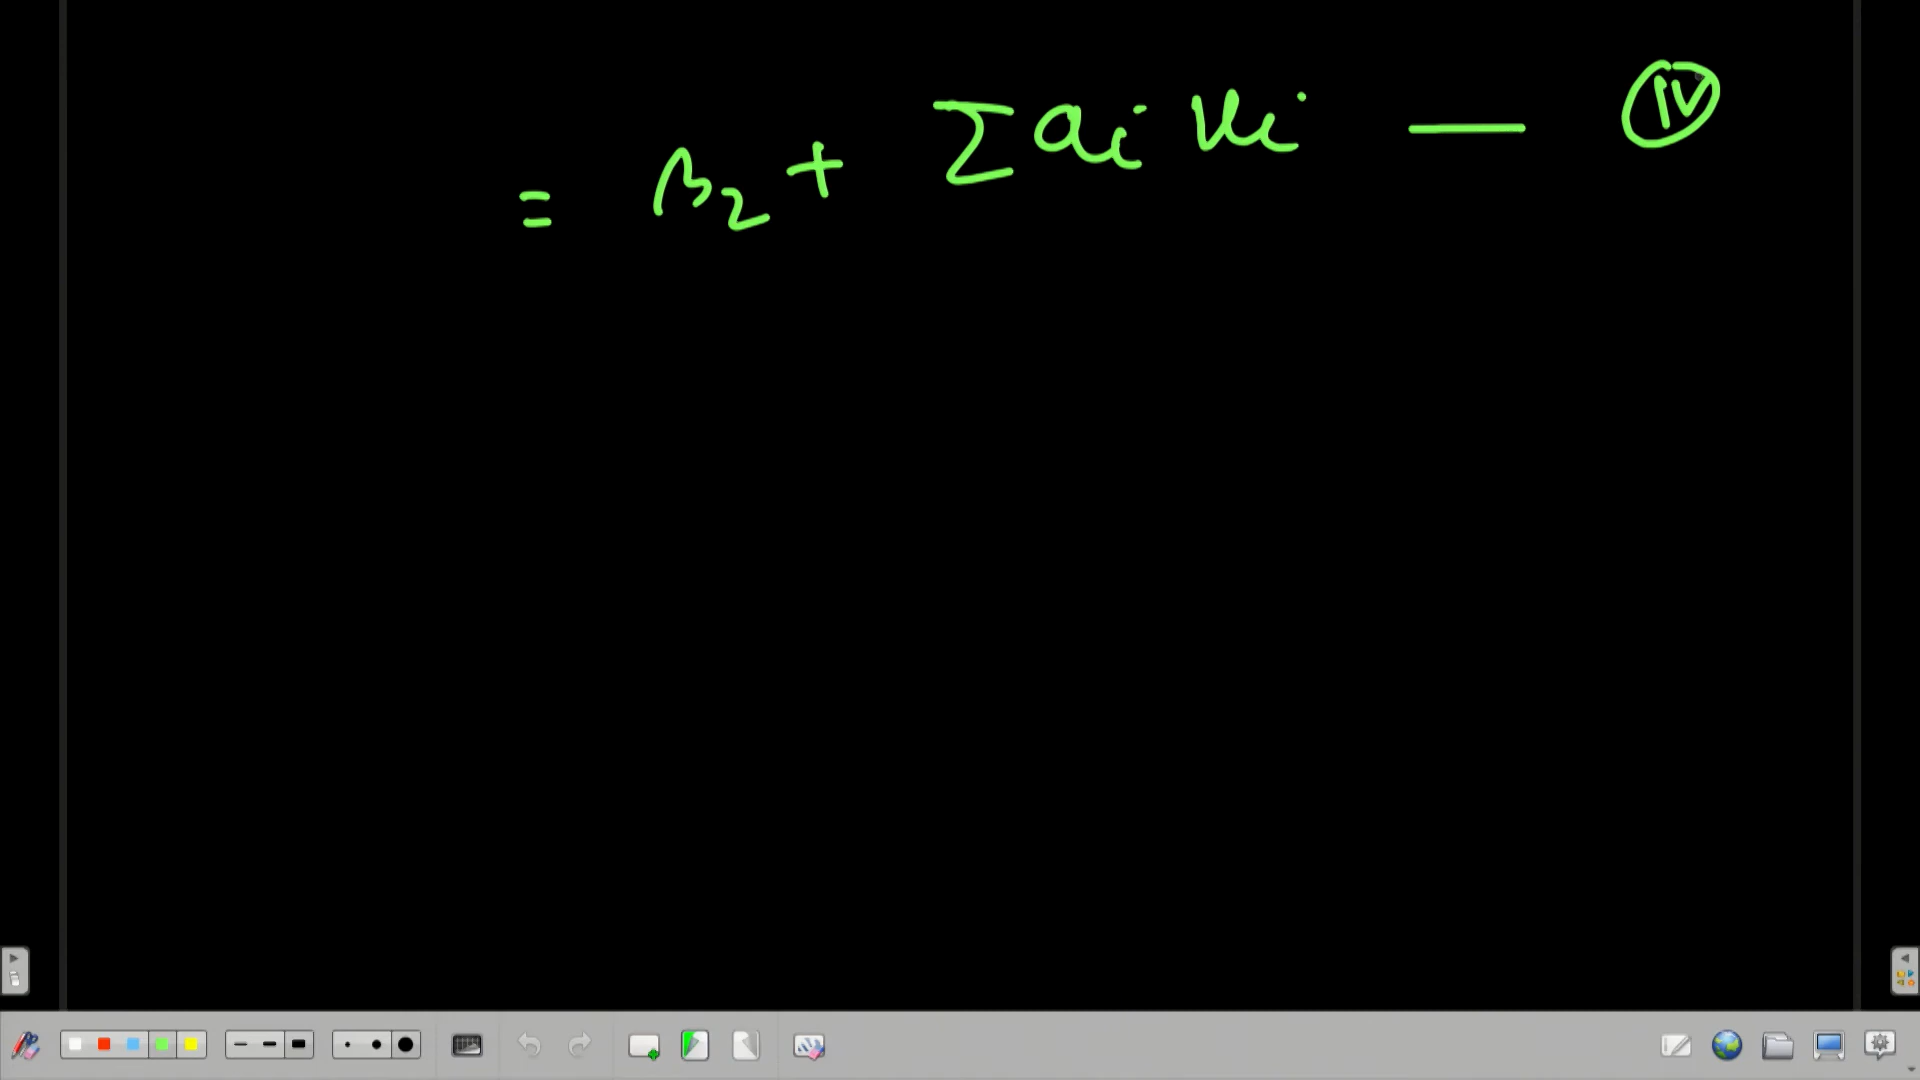 = β₂ + Σ aᵢ uᵢ — (IV)